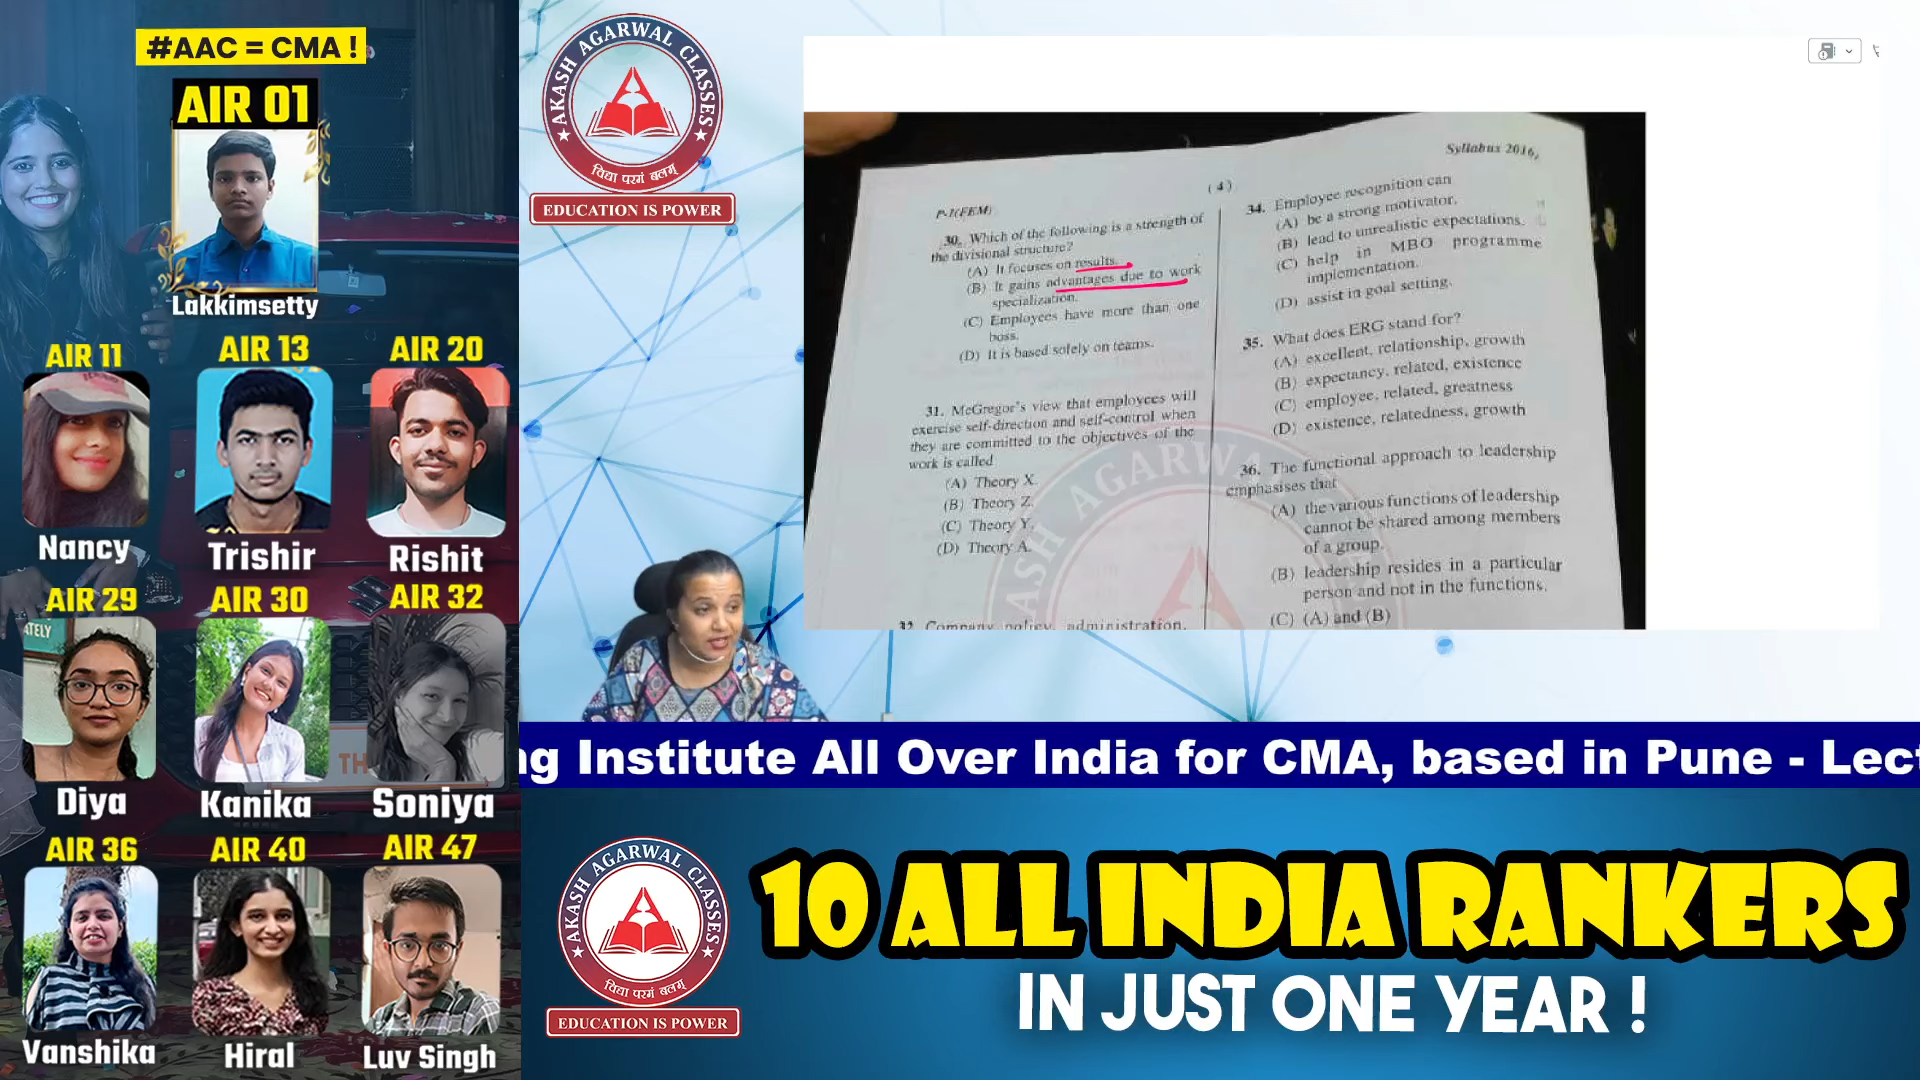 #AAC = CMA !
AIR 01
Lakkimsetty
AIR 11
AIR 13
AIR 20
Nancy
Trishir
Rishit
AIR 29
AIR 30
AIR 32
ATELY
TH
Diya
Kanika
Soniya
AIR 36
AIR 40
AIR 47
Vanshika
Hiral
Luv Singh
AKASH AGARWAL CLASSES
विद्या परमं बलम्
EDUCATION IS POWER
Syllabus 2016
(4)
P-1(FEM)
30. Which of the following is a strength of
the divisional structure?
(A) It focuses on results.
(B) It gains advantages due to work
specialization.
(C) Employees have more than one
boss.
(D) It is based solely on teams.
31. McGregor's view that employees will
exercise self-direction and self-control when
they are committed to the objectives of the
work is called
(A) Theory X.
(B) Theory Z.
(C) Theory Y.
(D) Theory A.
32. Company policy, administration,
34. Employee recognition can
(A) be a strong motivator.
(B) lead to unrealistic expectations.
(C) help in MBO programme
implementation.
(D) assist in goal setting.
35. What does ERG stand for?
(A) excellent, relationship, growth
(B) expectancy, related, existence
(C) employee, related, greatness
(D) existence, relatedness, growth
36. The functional approach to leadership
emphasises that
(A) the various functions of leadership
cannot be shared among members
of a group.
(B) leadership resides in a particular
person and not in the functions.
(C) (A) and (B)
ASH AGARWA
ng Institute All Over India for CMA, based in Pune - Lect
AKASH AGARWAL CLASSES
विद्या परमं बलम्
EDUCATION IS POWER
10 ALL INDIA RANKERS
IN JUST ONE YEAR !